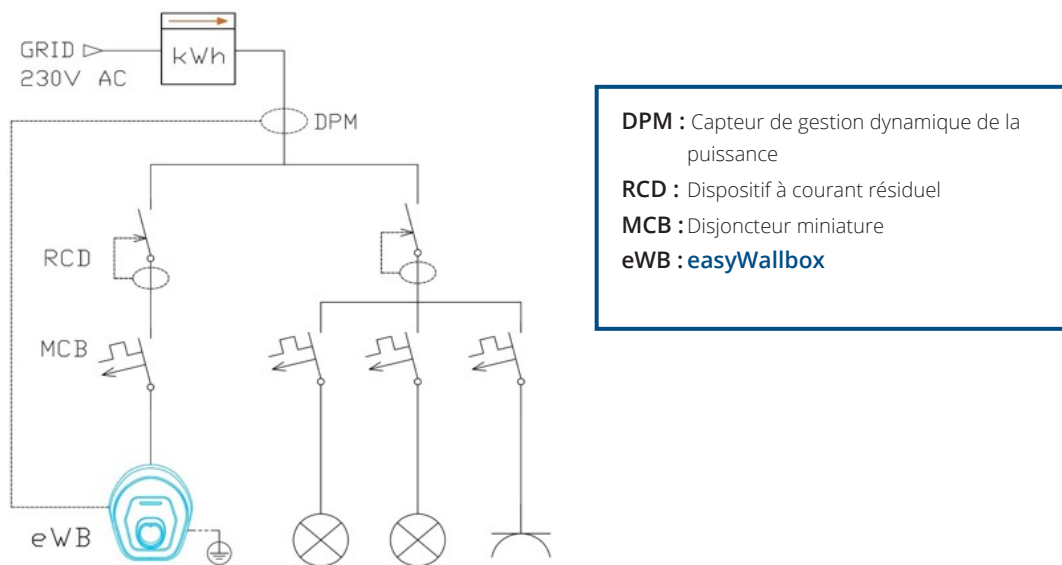 GRID
230V AC
kWh
DPM
RCD
MCB
eWB
DPM : Capteur de gestion dynamique de la
puissance
RCD : Dispositif à courant résiduel
MCB : Disjoncteur miniature
eWB : easyWallbox